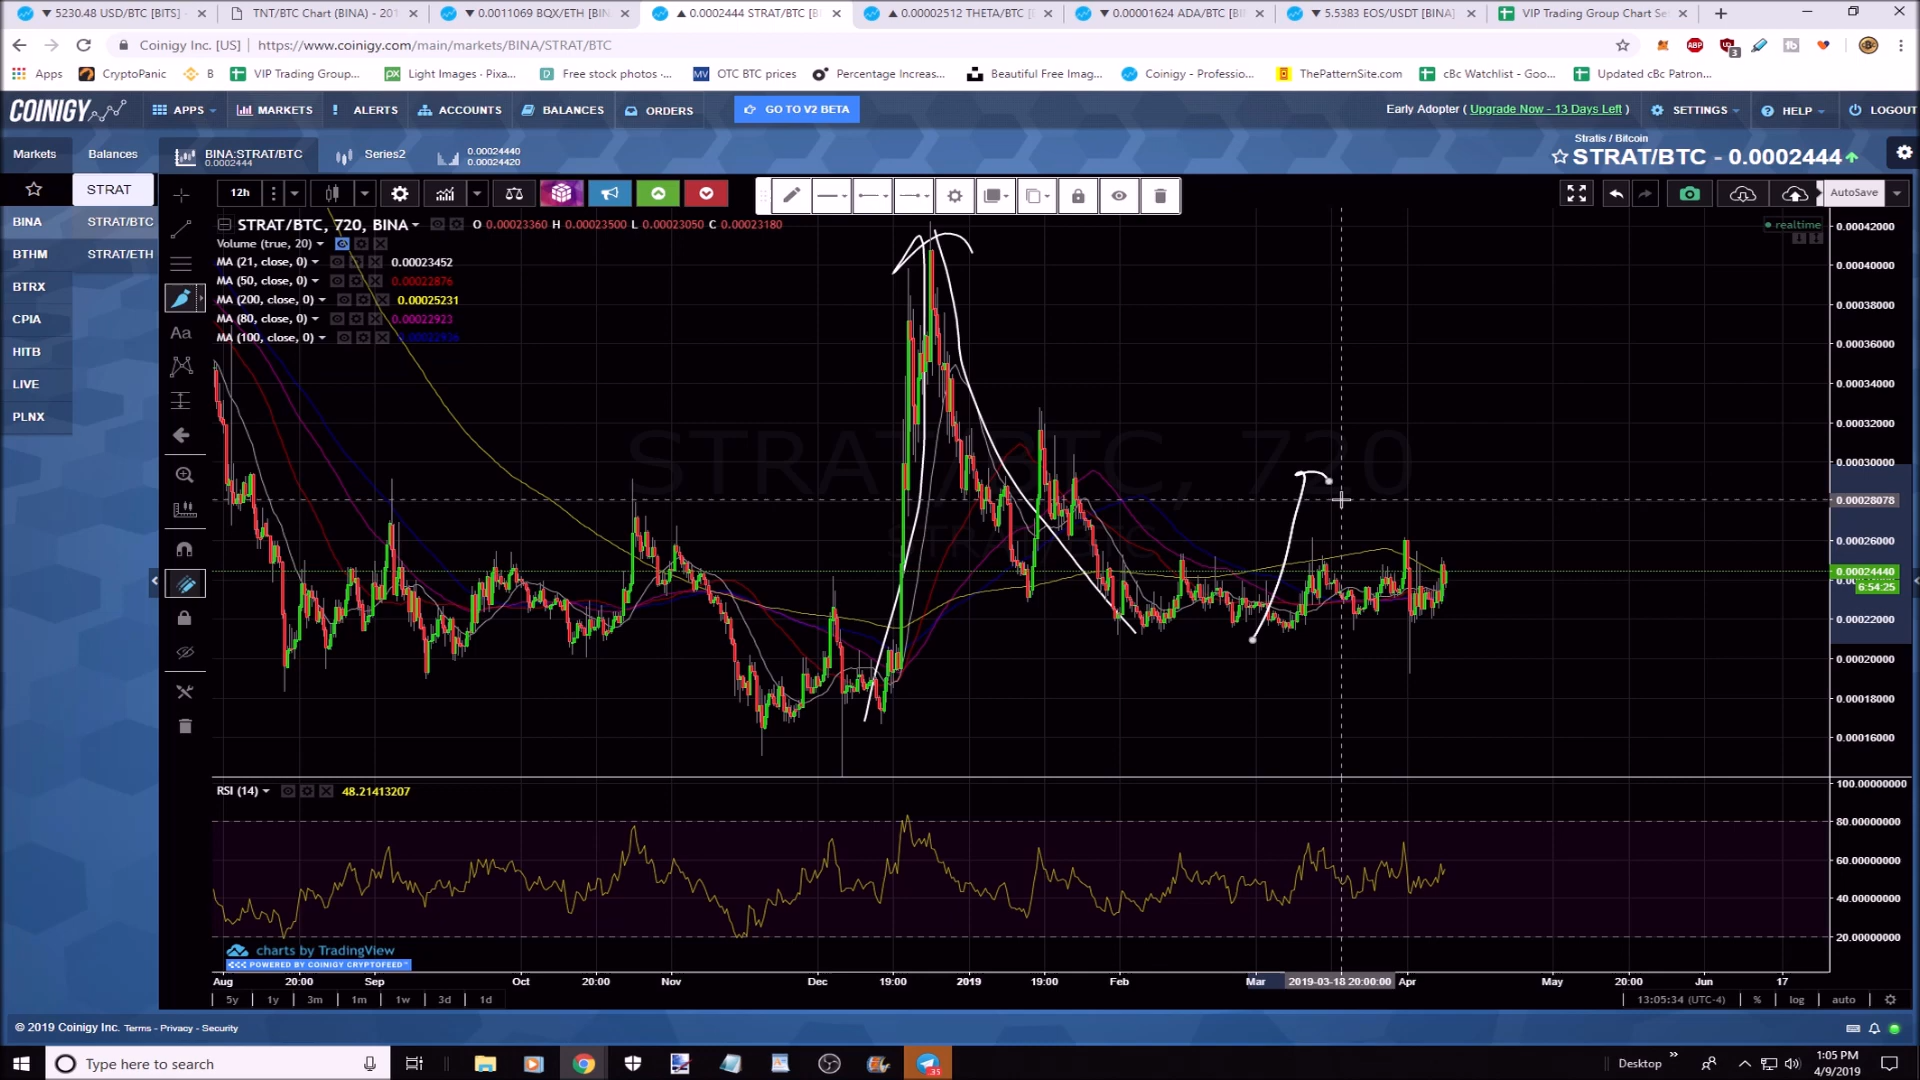 ▼ 5230.48 USD/BTC [BITS] -
TNT/BTC Chart (BINA) - 201
▼ 0.0011069 BQX/ETH [BIN
▲ 0.0002444 STRAT/BTC [B
▲ 0.00002512 THETA/BTC [
▼ 0.00001624 ADA/BTC [BI
▼ 5.5383 EOS/USDT [BINA]
VIP Trading Group Chart Se
Coinigy Inc. [US] | https://www.coinigy.com/main/markets/BINA/STRAT/BTC
Apps CryptoPanic B VIP Trading Group... Light Images - Pixa... Free stock photos ·... OTC BTC prices Percentage Increas... Beautiful Free Imag... Coinigy - Professio... ThePatternSite.com cBc Watchlist - Goo... Updated cBc Patron...
COINIGY APPS MARKETS ALERTS ACCOUNTS BALANCES ORDERS GO TO V2 BETA Early Adopter ( Upgrade Now - 13 Days Left ) SETTINGS HELP LOGOUT
Stratis / Bitcoin
STRAT/BTC - 0.0002444
Markets Balances BINA:STRAT/BTC Series2 0.00024440
0.0002444 0.00024420
STRAT 12h Aa AutoSave
BINA STRAT/BTC
BTHM STRAT/ETH
BTRX
CPIA
HITB
LIVE
PLNX
STRAT/BTC, 720, BINA O 0.00023360 H 0.00023500 L 0.00023050 C 0.00023180
realtime
Volume (true, 20)
MA (21, close, 0) 0.00023452
MA (50, close, 0) 0.00022876
MA (200, close, 0) 0.00025231
MA (80, close, 0) 0.00022923
MA (100, close, 0) 0.00022936
STRAT/BTC, 720
0.00042000
0.00040000
0.00038000
0.00036000
0.00034000
0.00032000
0.00030000
0.00028078
0.00026000
0.00024440
6:54:25
0.00022000
0.00020000
0.00018000
0.00016000
RSI (14) 48.21413207
100.00000000
80.00000000
60.00000000
40.00000000
20.00000000
charts by TradingView
POWERED BY COINIGY CRYPTOFEED™
Aug 20:00 Sep Oct 20:00 Nov Dec 19:00 2019 19:00 Feb Mar 2019-03-18 20:00:00 Apr May 20:00 Jun 17
5y 1y 3m 1m 1w 3d 1d 13:05:34 (UTC-4) % log auto
© 2019 Coinigy Inc. Terms - Privacy - Security
Type here to search Desktop 1:05 PM
4/9/2019